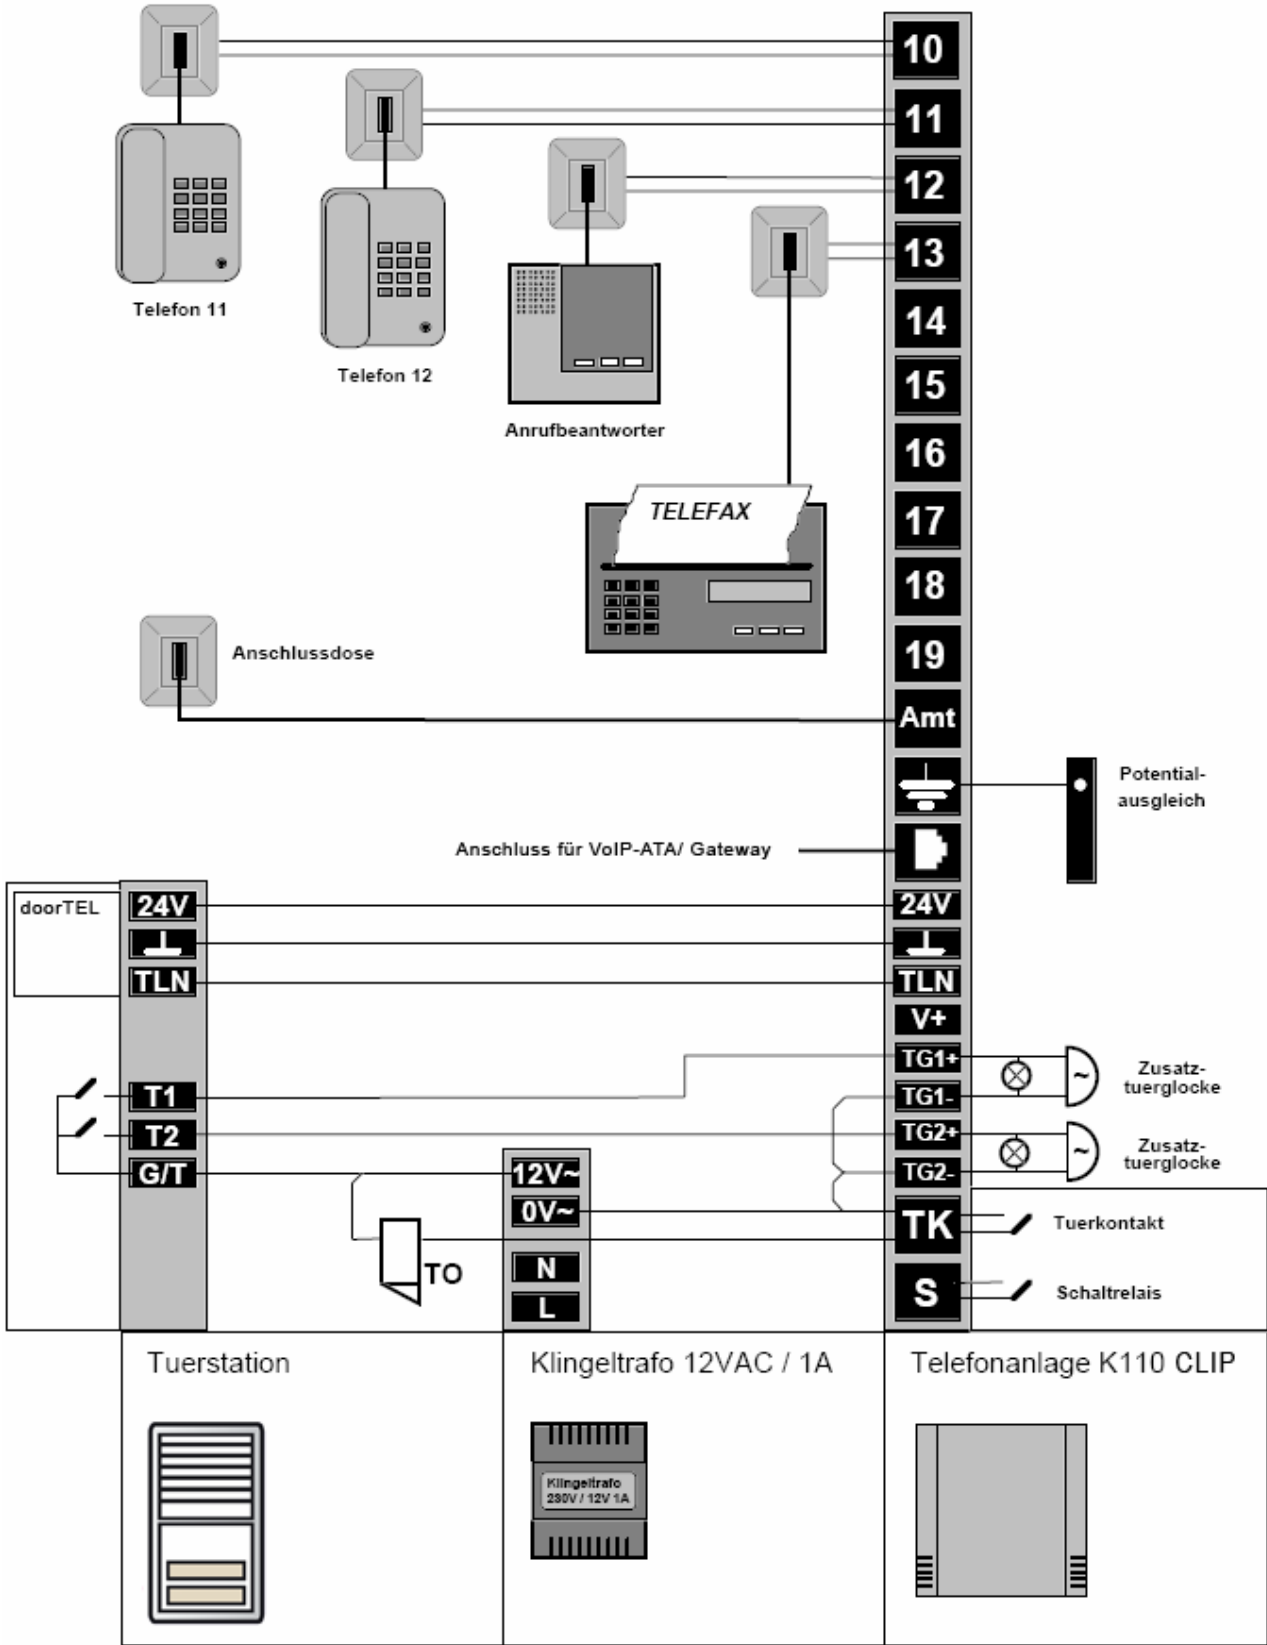 10
11
12
13
14
15
16
17
18
19
Amt
Telefon 11
Telefon 12
Anrufbeantworter
TELEFAX
Anschlussdose
Potential-
ausgleich
Anschluss für VoIP-ATA/ Gateway
doorTEL
24V
TLN
T1
T2
G/T
24V
TLN
V+
TG1+
TG1-
TG2+
TG2-
TK
S
Zusatz-
tuerglocke
Zusatz-
tuerglocke
12V~
0V~
N
L
TO
~
~
Tuerkontakt
Schaltrelais
Tuerstation
Klingeltrafo 12VAC / 1A
Telefonanlage K110 CLIP
Klingeltrafo
230V / 12V 1A